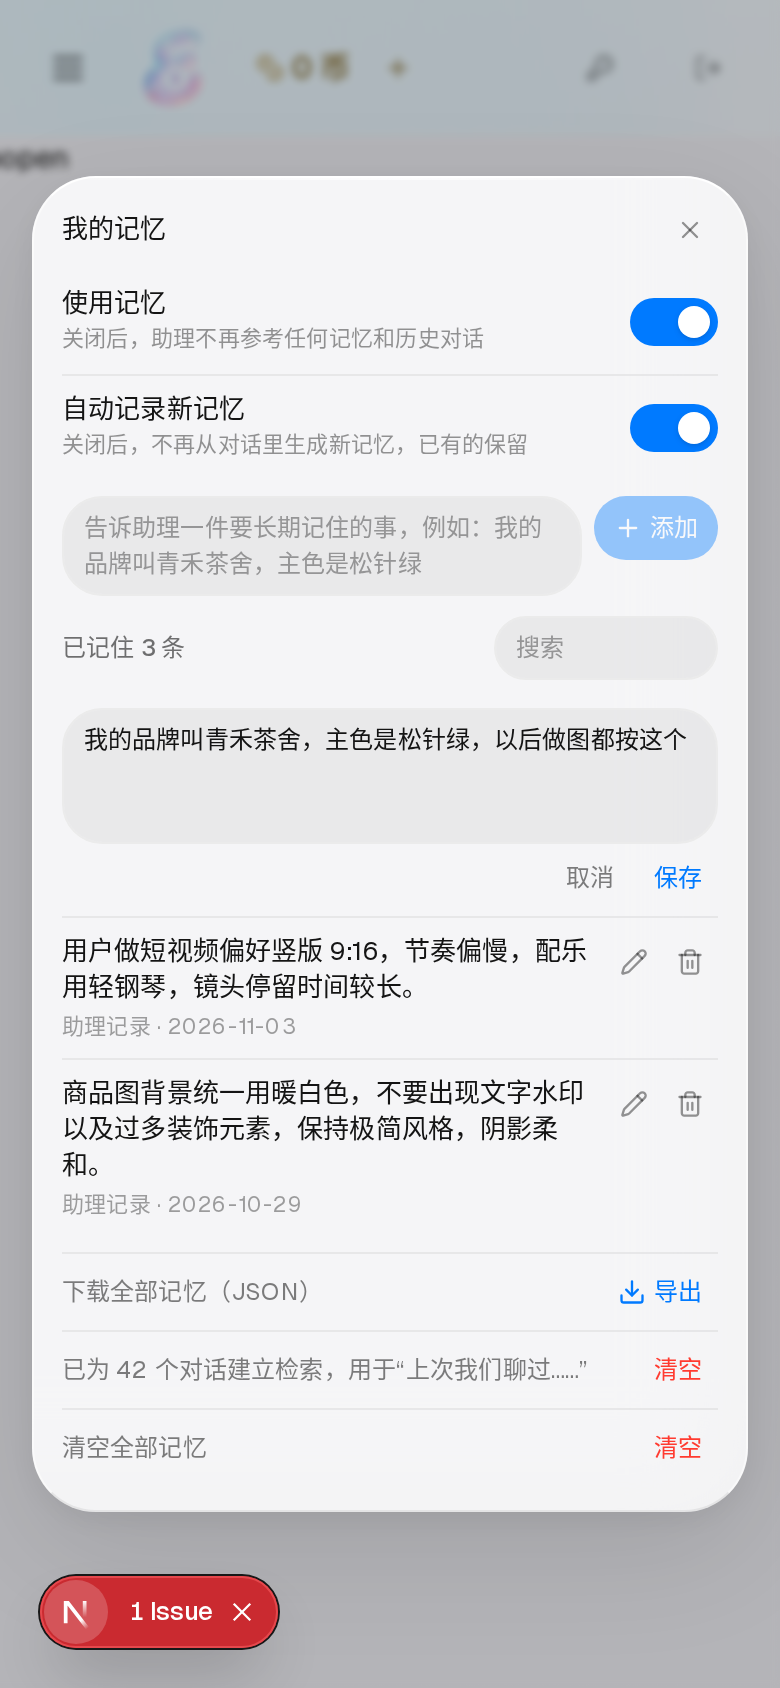 0 币
open
我的记忆
使用记忆
关闭后，助理不再参考任何记忆和历史对话
自动记录新记忆
关闭后，不再从对话里生成新记忆，已有的保留
告诉助理一件要长期记住的事，例如：我的
品牌叫青禾茶舍，主色是松针绿
添加
已记住 3 条
搜索
我的品牌叫青禾茶舍，主色是松针绿，以后做图都按这个
取消 保存
用户做短视频偏好竖版 9:16，节奏偏慢，配乐
用轻钢琴，镜头停留时间较长。
助理记录 · 2026-11-03
商品图背景统一用暖白色，不要出现文字水印
以及过多装饰元素，保持极简风格，阴影柔
和。
助理记录 · 2026-10-29
下载全部记忆（JSON） 导出
已为 42 个对话建立检索，用于“上次我们聊过……” 清空
清空全部记忆 清空
N 1 Issue